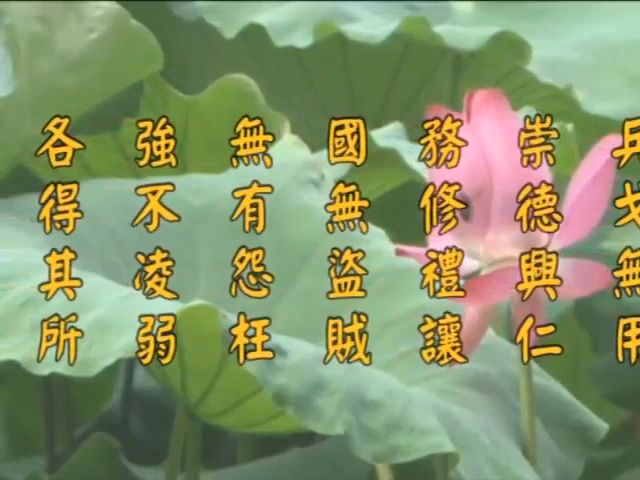 兵戈無用
崇德興仁
務修禮讓
國無盜賊
無有怨枉
強不凌弱
各得其所